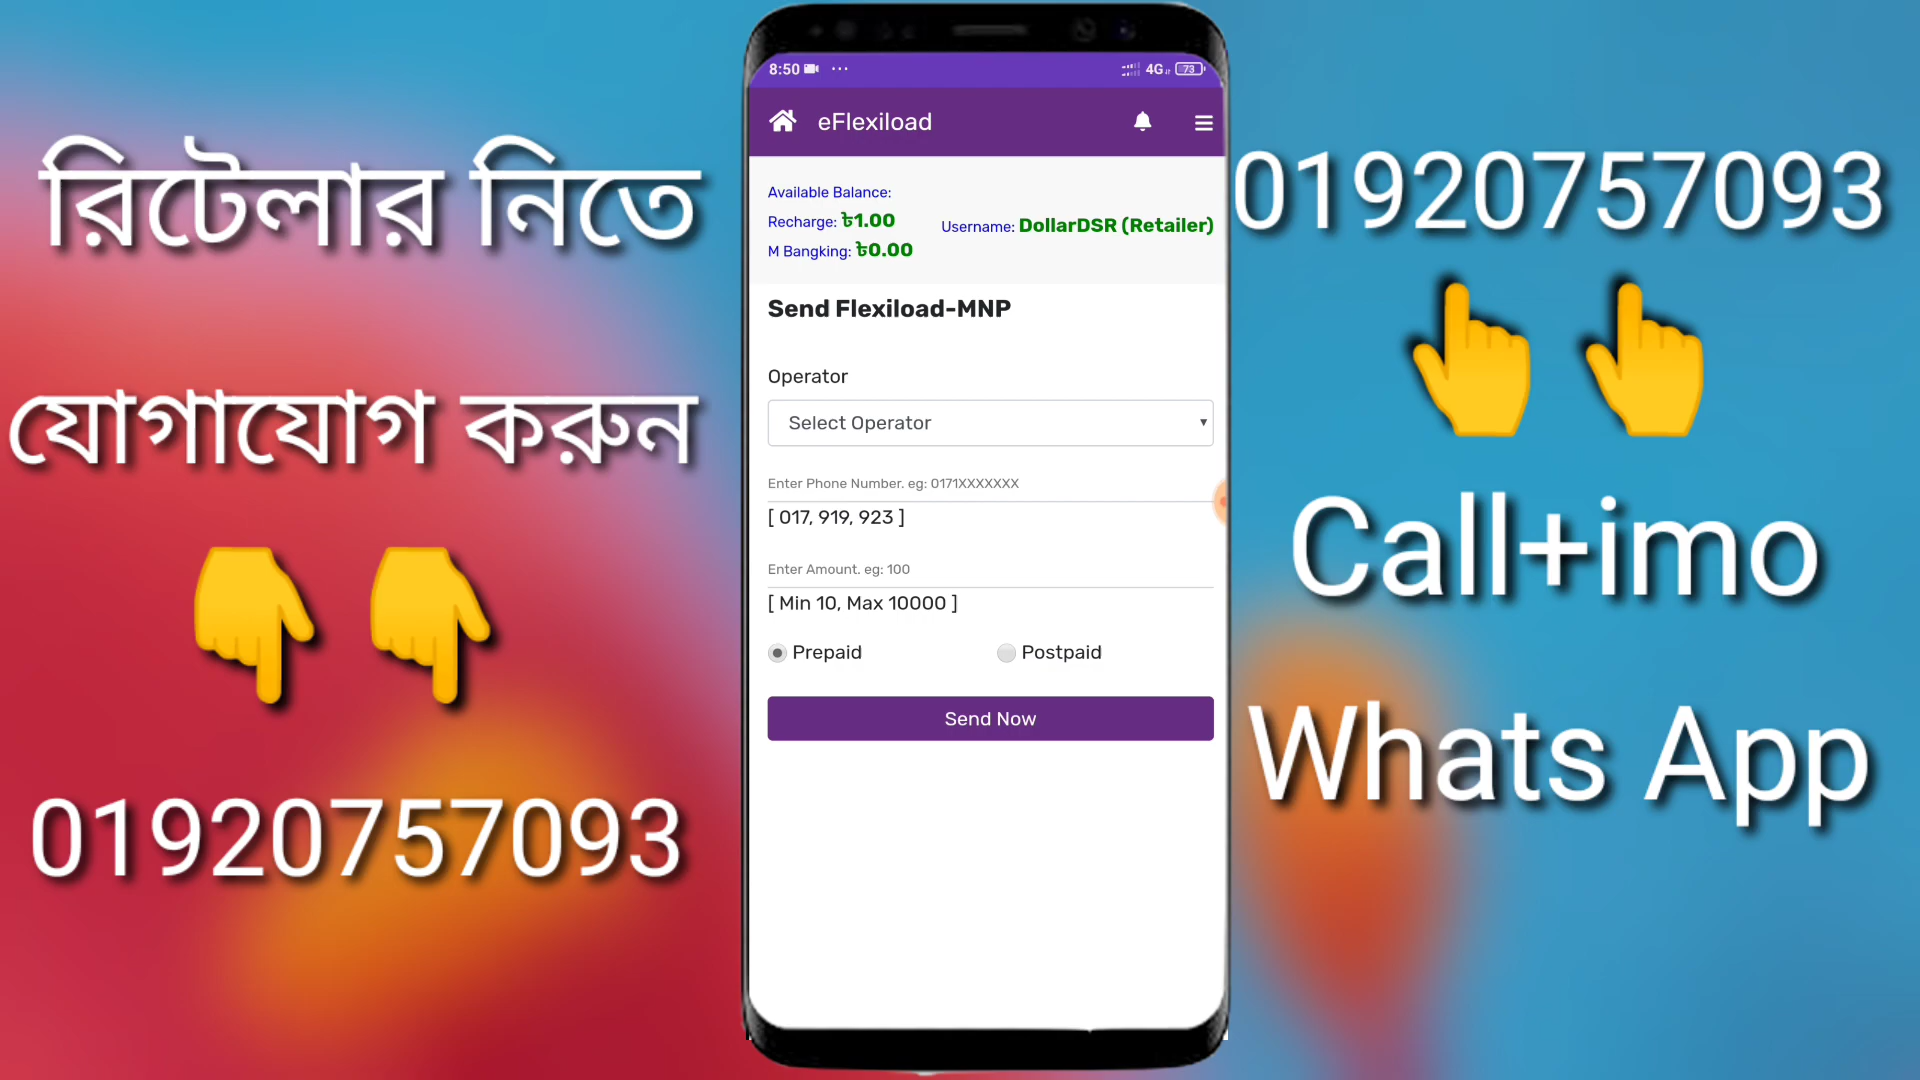 রিটেলার নিতে
যোগাযোগ করুন
01920757093
8:50
4G
73
eFlexiload
Available Balance:
Recharge: ৳1.00
M Bangking: ৳0.00
Username: DollarDSR (Retailer)
Send Flexiload-MNP
Operator
Select Operator
Enter Phone Number. eg: 0171XXXXXXX
[ 017, 919, 923 ]
Enter Amount. eg: 100
[ Min 10, Max 10000 ]
Prepaid
Postpaid
Send Now
01920757093
Call+imo
Whats App